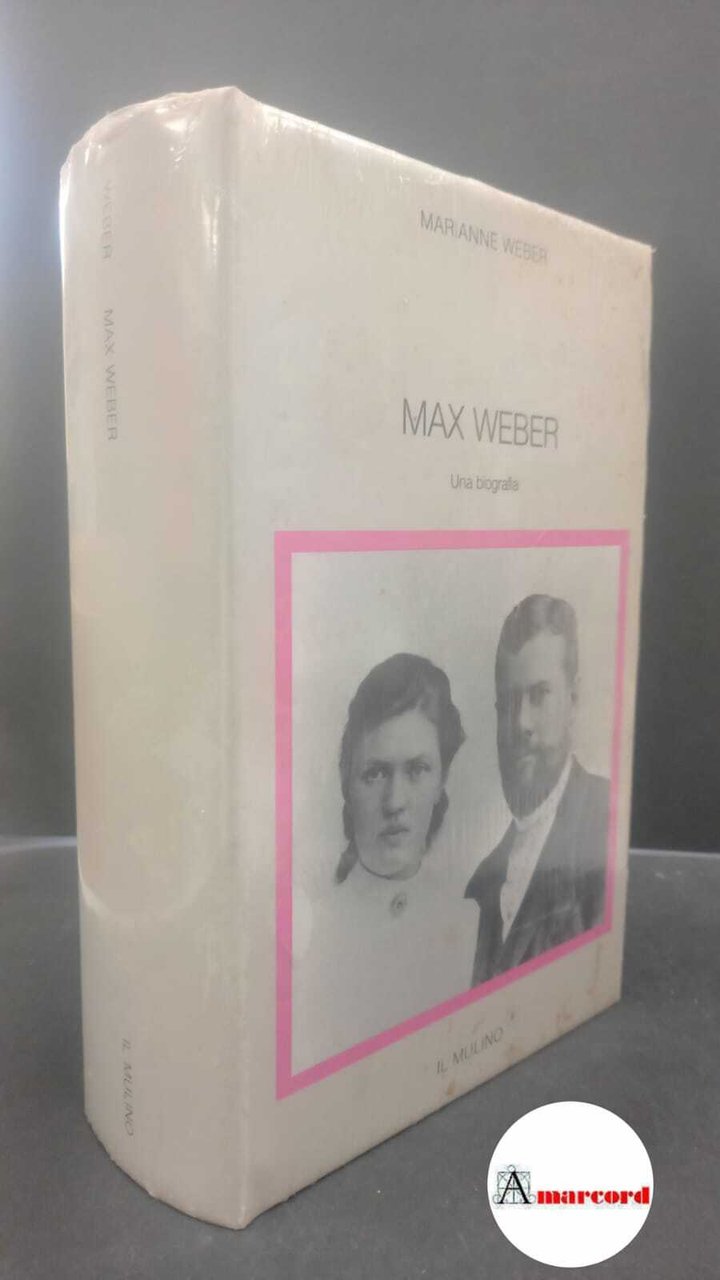 MARIANNE WEBER
MAX WEBER
Una biografia
IL MULINO
WEBER MAX WEBER
IL MULINO
Amarcord